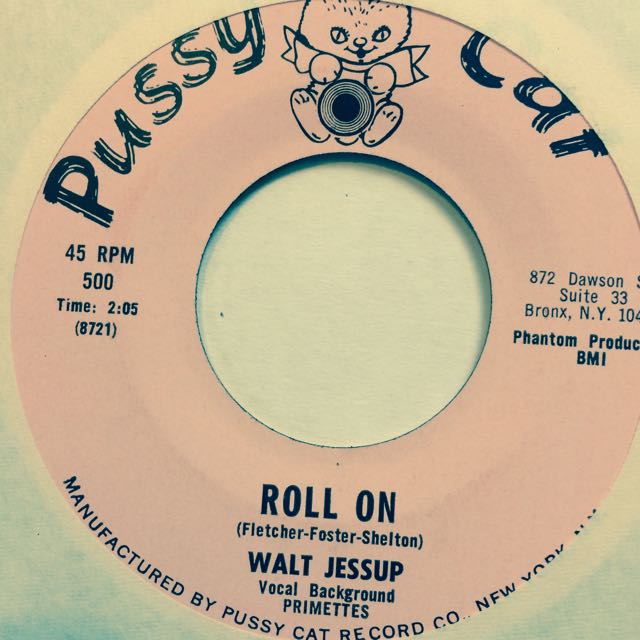 Pussy Cat
45 RPM
500
Time: 2:05
(8721)
872 Dawson
Suite 33
Bronx, N.Y.
Phantom
BMI
ROLL ON
(Fletcher-Foster-Shelton)
WALT JESSUP
Vocal Background
PRIMETTES
MANUFACTURED BY PUSSY CAT RECORD CO., NEW YORK, N.Y.